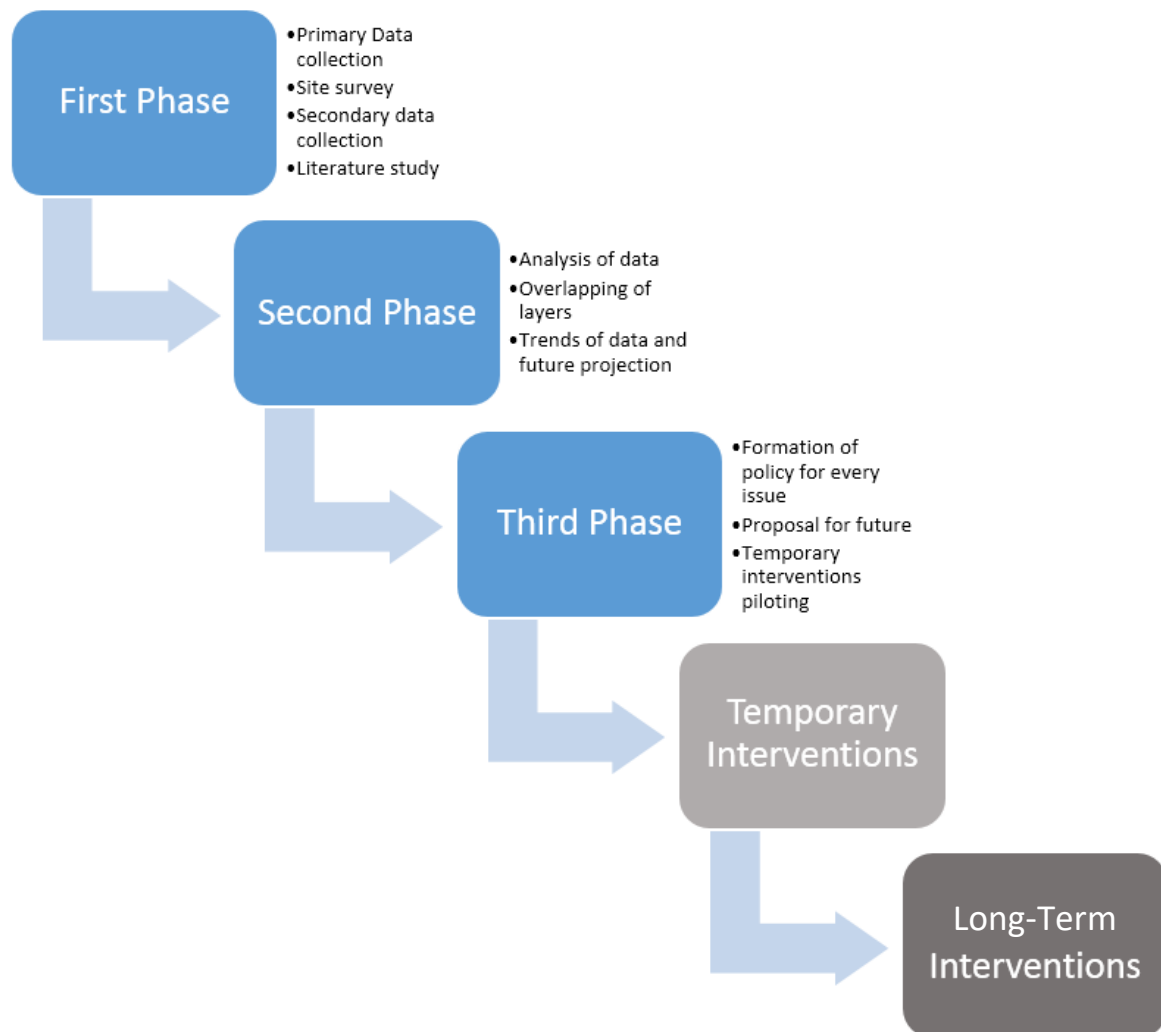 First Phase
•Primary Data
collection
•Site survey
•Secondary data
collection
•Literature study
Second Phase
•Analysis of data
•Overlapping of
layers
•Trends of data and
future projection
Third Phase
•Formation of
policy for every
issue
•Proposal for future
•Temporary
interventions
piloting
Temporary
Interventions
Long-Term
Interventions